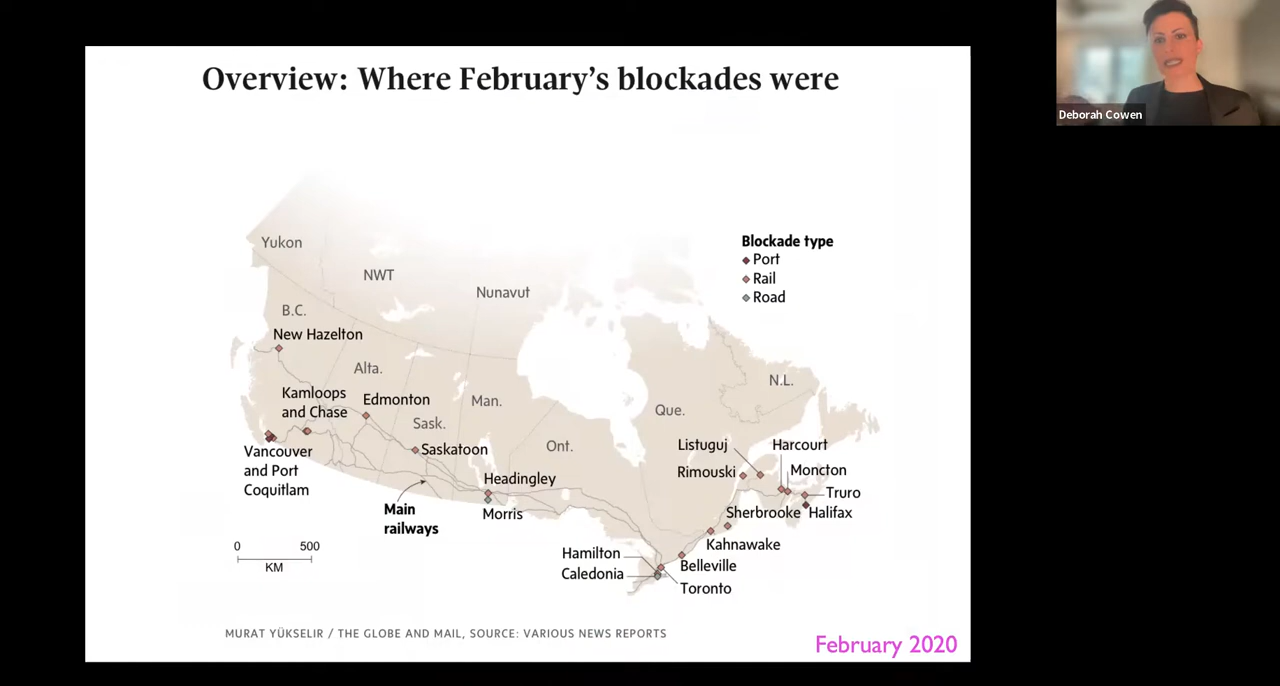 Overview: Where February's blockades were
Deborah Cowen
Blockade type
Port
Rail
Road
Yukon
NWT
Nunavut
B.C.
New Hazelton
Alta.
Kamloops
and Chase
Edmonton
Man.
Sask.
N.L.
Que.
Ont.
Saskatoon
Vancouver
and Port
Coquitlam
Headingley
Morris
Main
railways
Listuguj
Harcourt
Rimouski
Moncton
Truro
Sherbrooke
Halifax
Kahnawake
Hamilton
Belleville
Caledonia
Toronto
0 500
KM
MURAT YÜKSELIR / THE GLOBE AND MAIL, SOURCE: VARIOUS NEWS REPORTS
February 2020